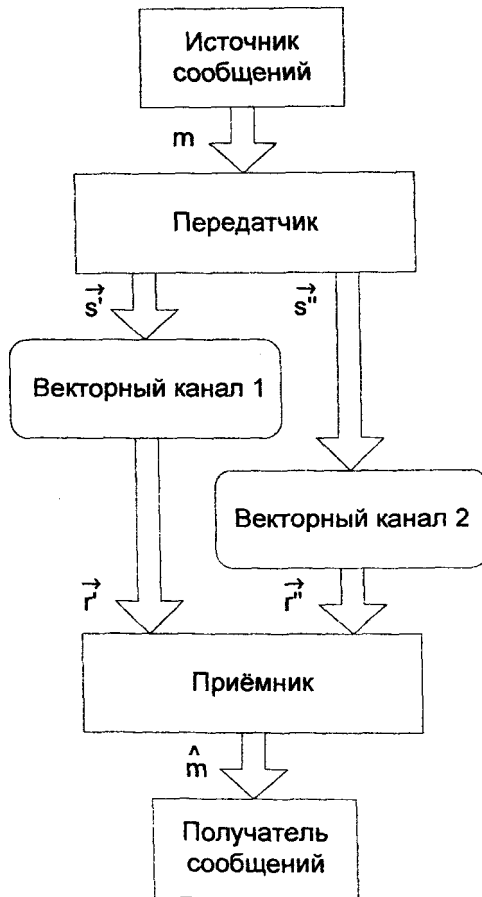 Источник
сообщений
m
Передатчик
s⃗' s⃗"
Векторный канал 1
Векторный канал 2
r⃗' r⃗"
Приёмник
m̂
Получатель
сообщений